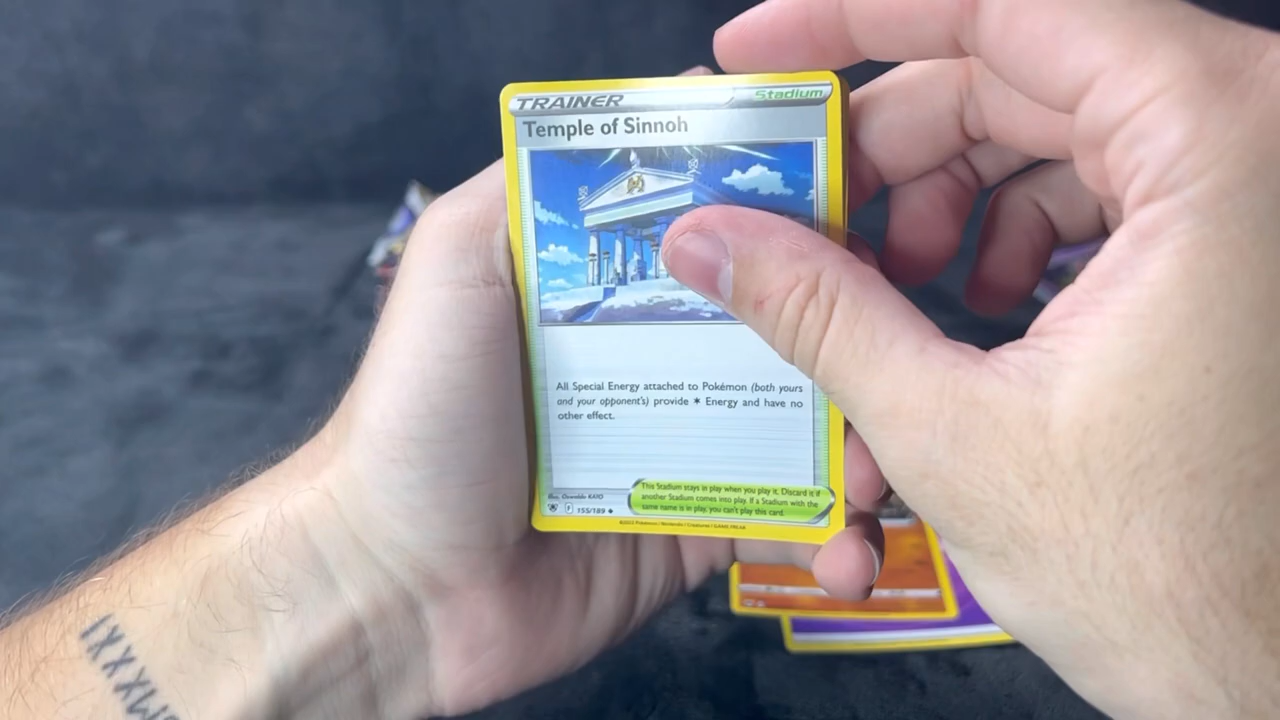 TRAINER
Stadium
Temple of Sinnoh
All Special Energy attached to Pokémon (both yours
and your opponent's) provide ✶ Energy and have no
other effect.
This Stadium stays in play when you play it. Discard it if
another Stadium comes into play. If a Stadium with the
same name is in play, you can't play this card.
Illus. Oswaldo KATO
F 155/189 ◆
©2022 Pokémon / Nintendo / Creatures / GAME FREAK